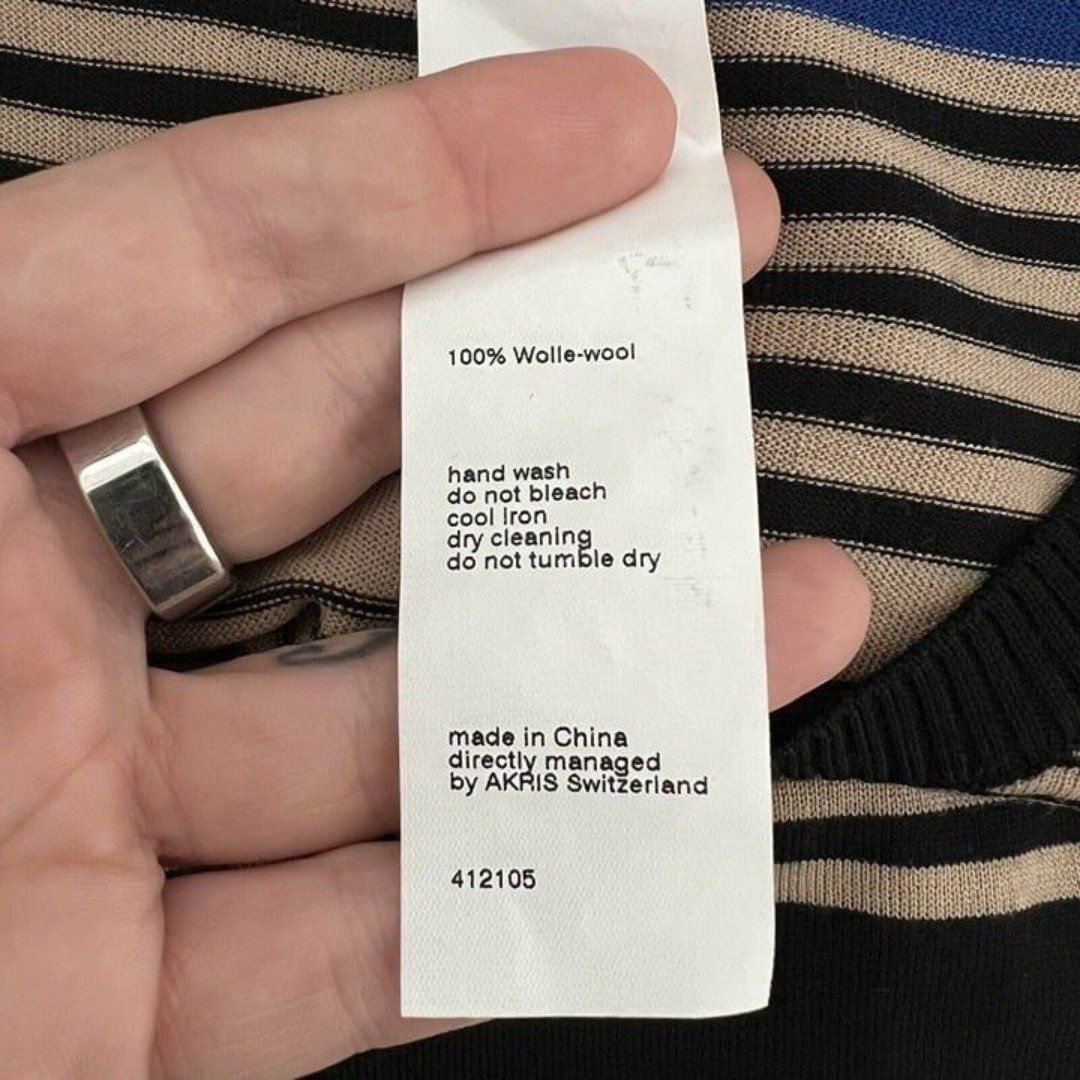 100% Wolle-wool
hand wash
do not bleach
cool iron
dry cleaning
do not tumble dry
made in China
directly managed
by AKRIS Switzerland
412105